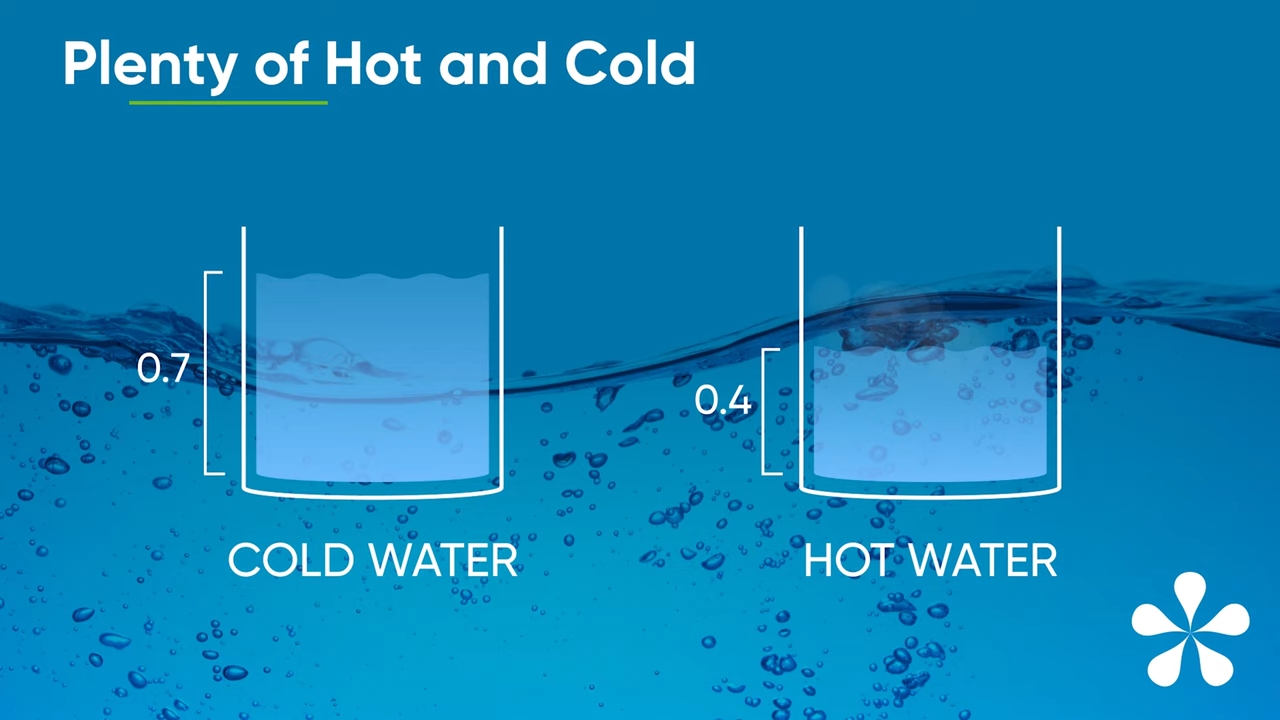 Plenty of Hot and Cold
0.7
0.4
COLD WATER
HOT WATER